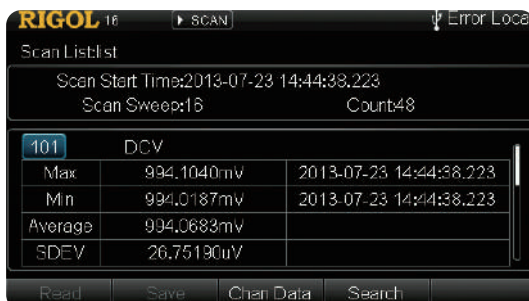 RIGOL 16 SCAN Error Loca
Scan List:list
Scan Start Time:2013-07-23 14:44:38.223
Scan Sweep:16 Count:48
101 DCV
Max 994.1040mV 2013-07-23 14:44:38.223
Min 994.0187mV 2013-07-23 14:44:38.223
Average 994.0683mV
SDEV 26.75190uV
Read Save Chan Data Search